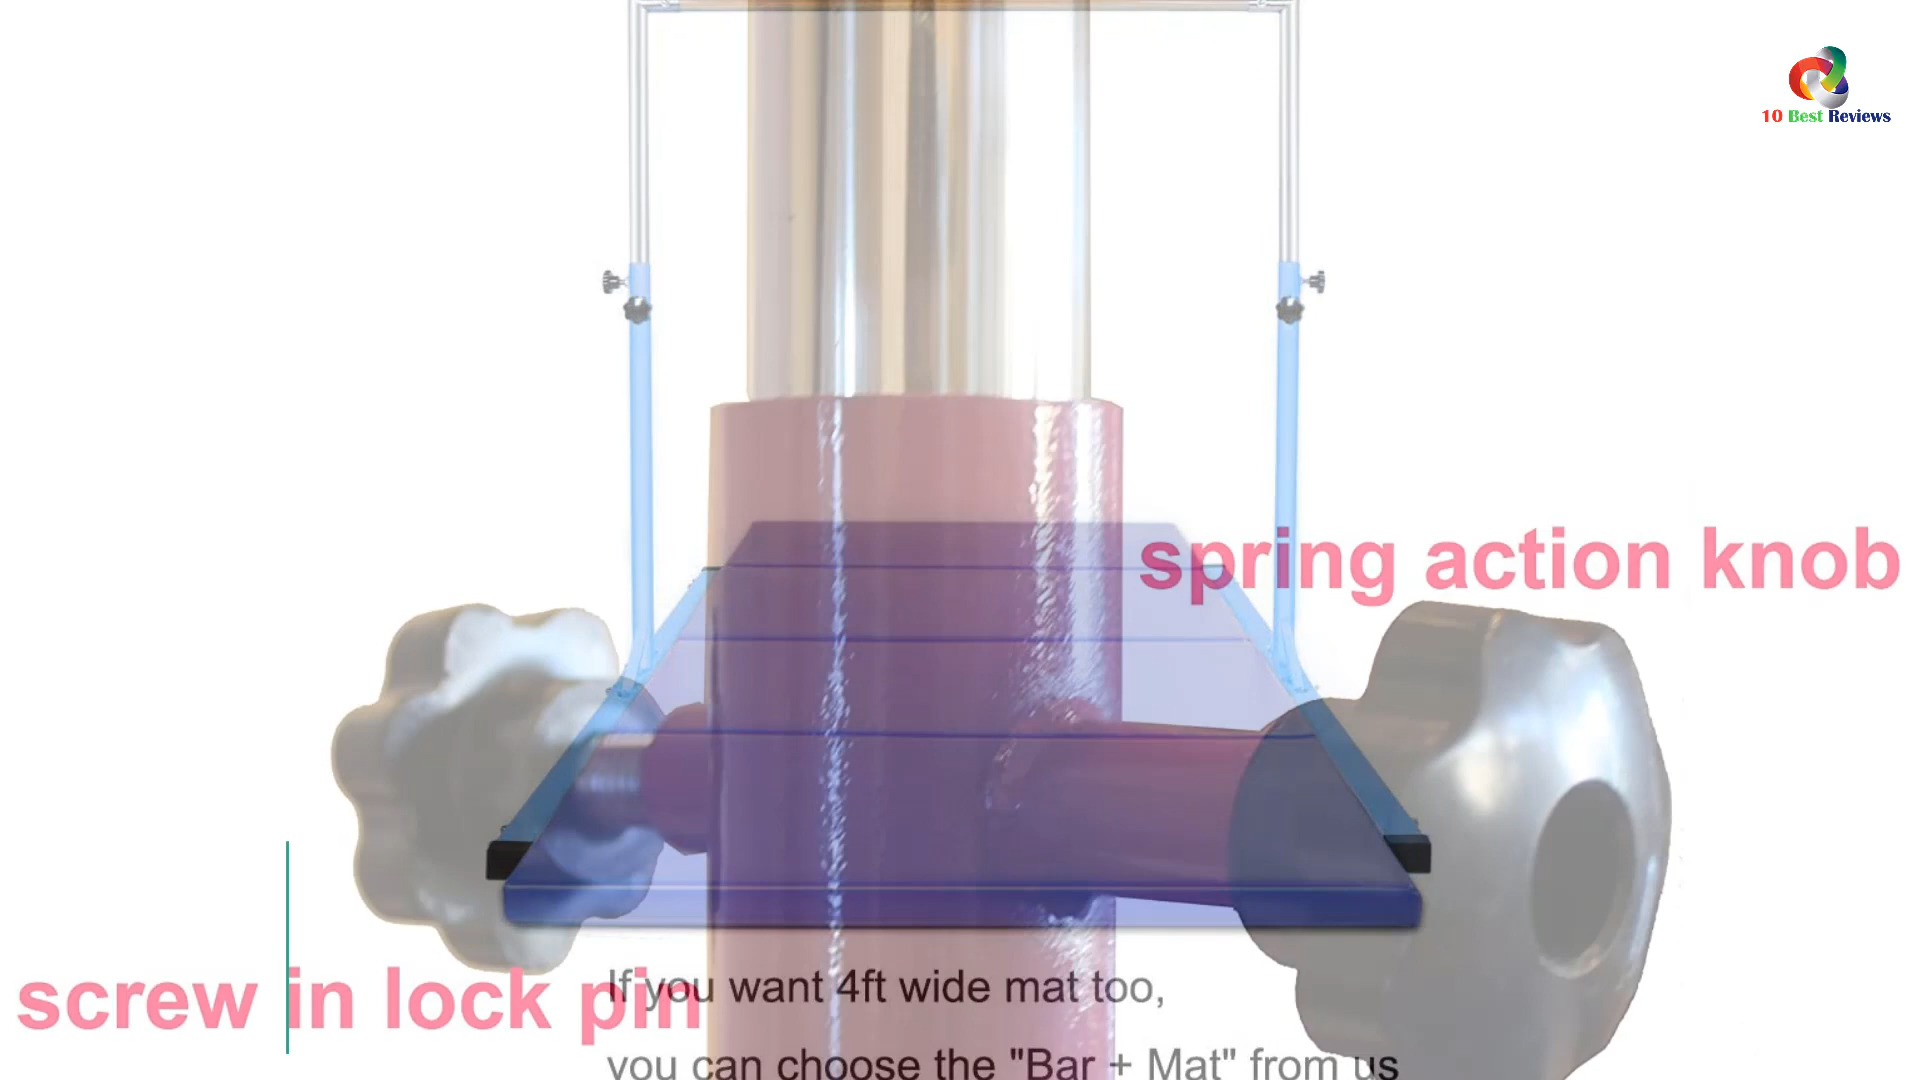 10 Best Reviews
spring action knob
screw in lock pin
If you want 4ft wide mat too,
you can choose the "Bar + Mat" from us